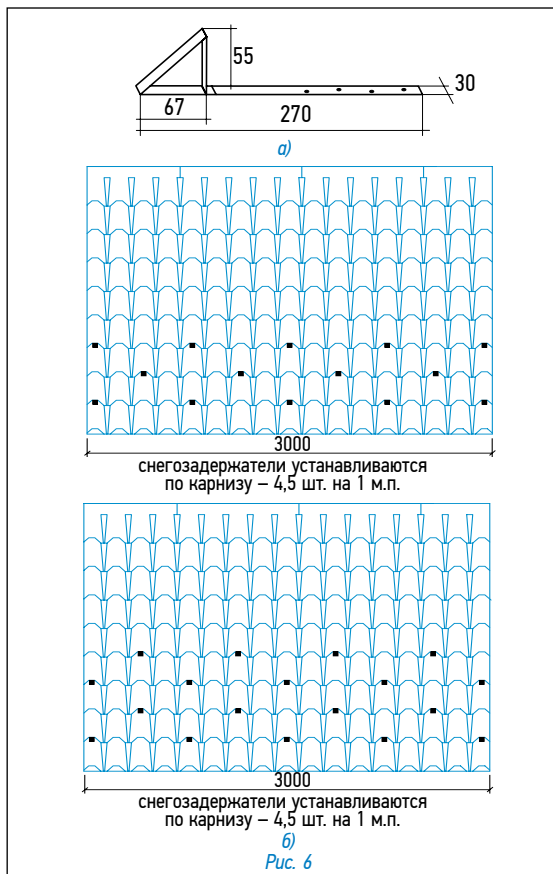 55
30
67
270
а)
3000
снегозадержатели устанавливаются
по карнизу – 4,5 шт. на 1 м.п.
3000
снегозадержатели устанавливаются
по карнизу – 4,5 шт. на 1 м.п.
б)
Рис. 6